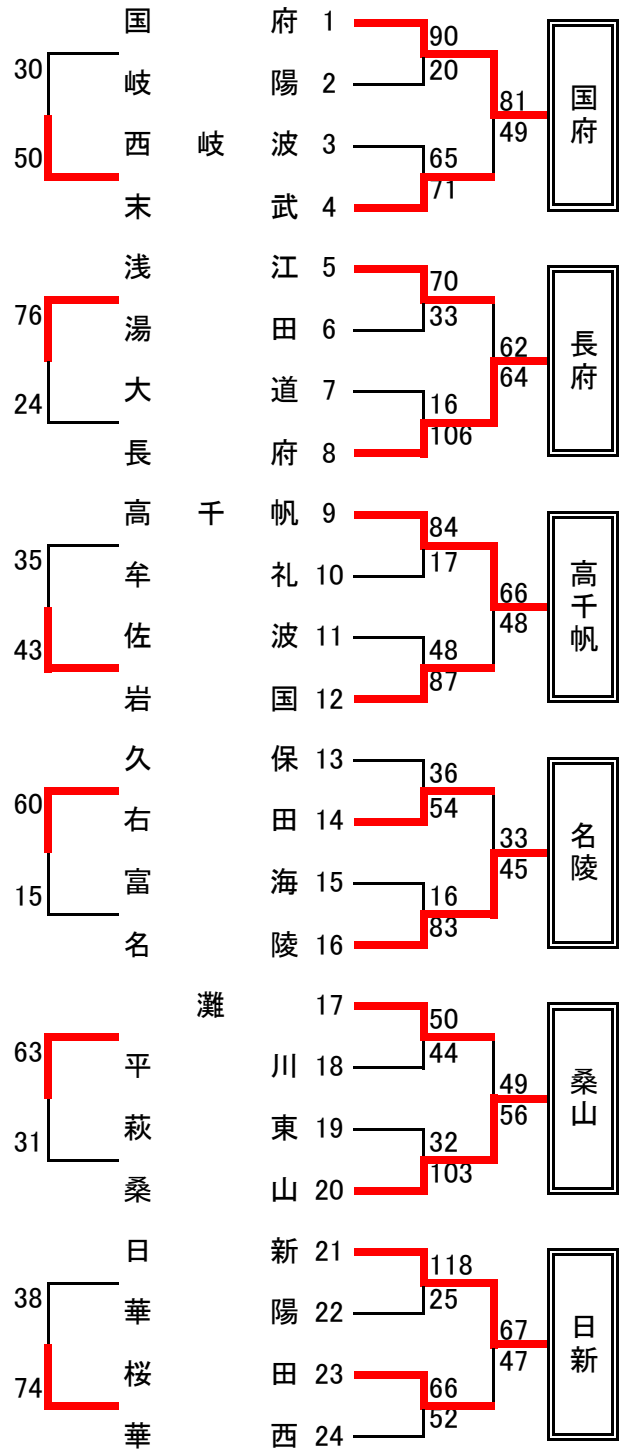 国府 1
90
20
30
岐陽 2
81
49
国府
西岐波 3
50
65
71
末武 4
浅江 5
70
33
76
湯田 6
62
64
長府
大道 7
24
16
106
長府 8
高千帆 9
84
17
35
牟礼 10
66
48
高千帆
佐波 11
43
48
87
岩国 12
久保 13
36
54
60
右田 14
33
45
名陵
富海 15
15
16
83
名陵 16
灘 17
50
44
63
平川 18
49
56
桑山
萩東 19
31
32
103
桑山 20
日新 21
118
25
38
華陽 22
67
47
日新
桜田 23
74
66
52
華西 24